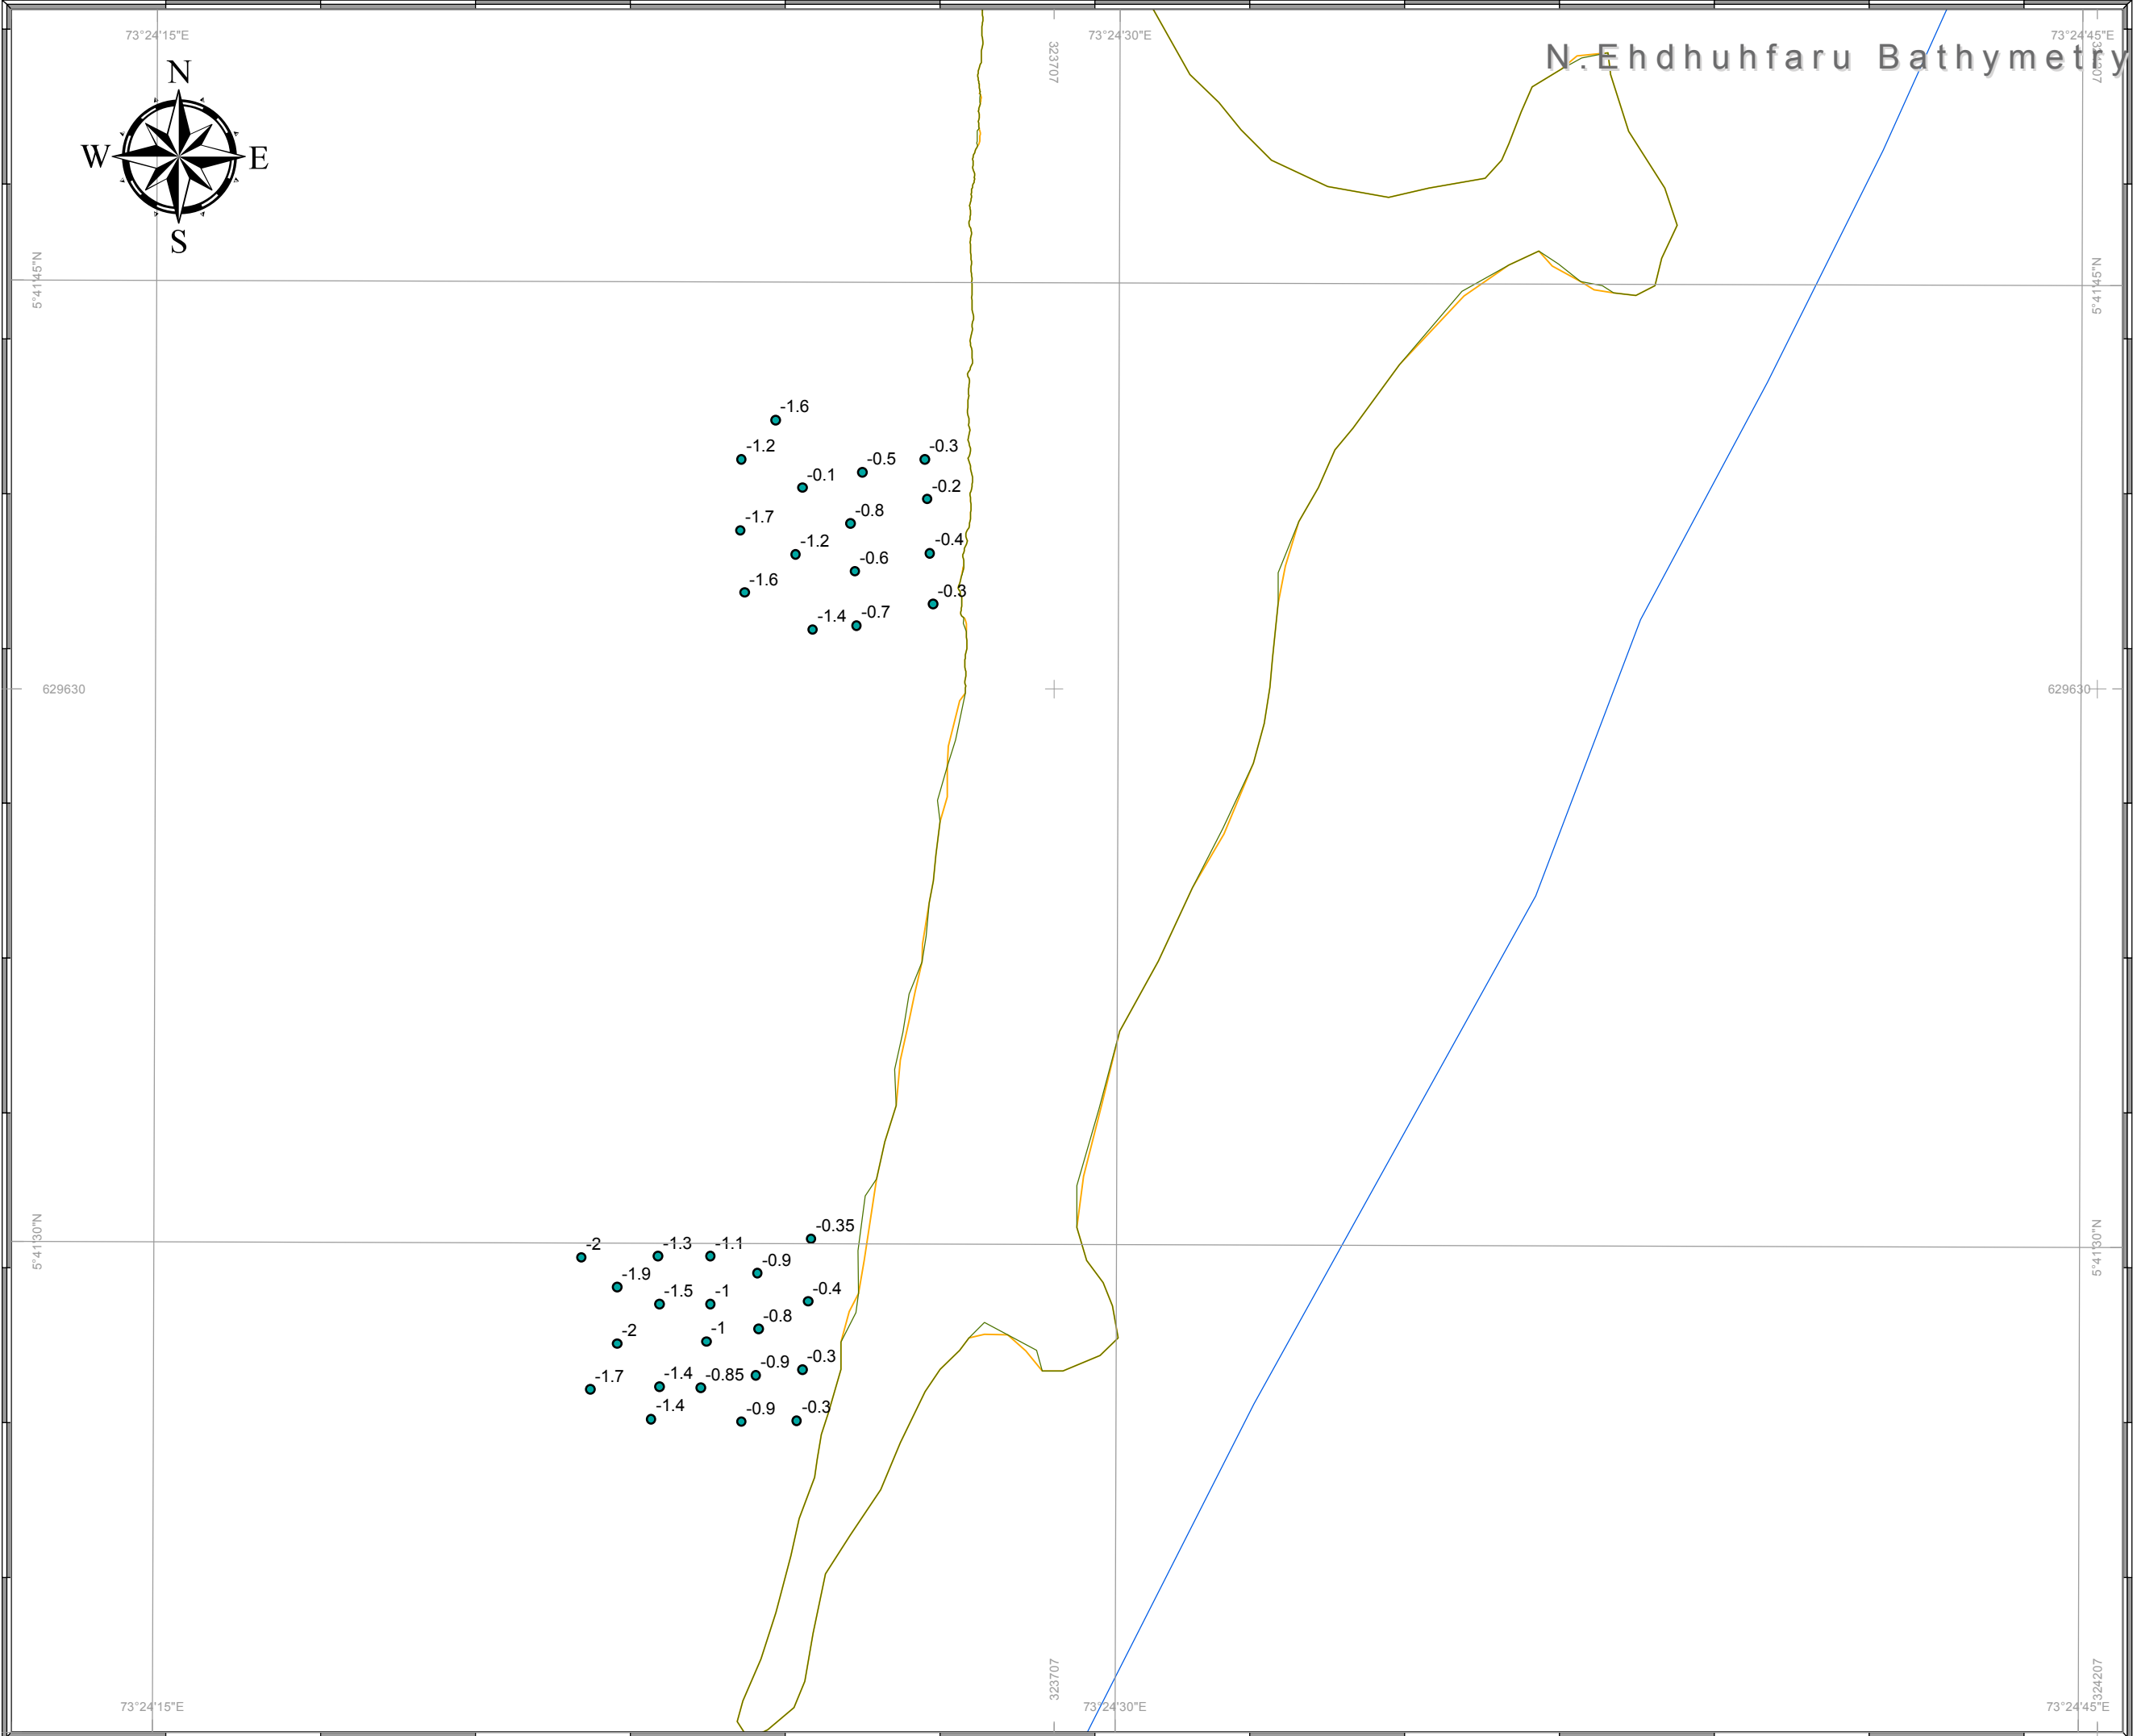 73°24'15"E
73°24'30"E
73°24'45"E
323707
N.Ehdhuhfaru Bathymetry
N
W
E
S
5°41'45"N
5°41'45"N
-1.6
-1.2
-0.5
-0.3
-0.1
-0.2
-1.7
-0.8
-1.2
-0.4
-0.6
-1.6
-0.3
-1.4
-0.7
629630
629630
5°41'30"N
5°41'30"N
-0.35
-2
-1.3
-1.1
-0.9
-1.9
-1.5
-1
-0.4
-0.8
-2
-1
-0.3
-0.9
-1.7
-1.4
-0.85
-1.4
-0.9
-0.3
323707
324207
73°24'15"E
73°24'30"E
73°24'45"E